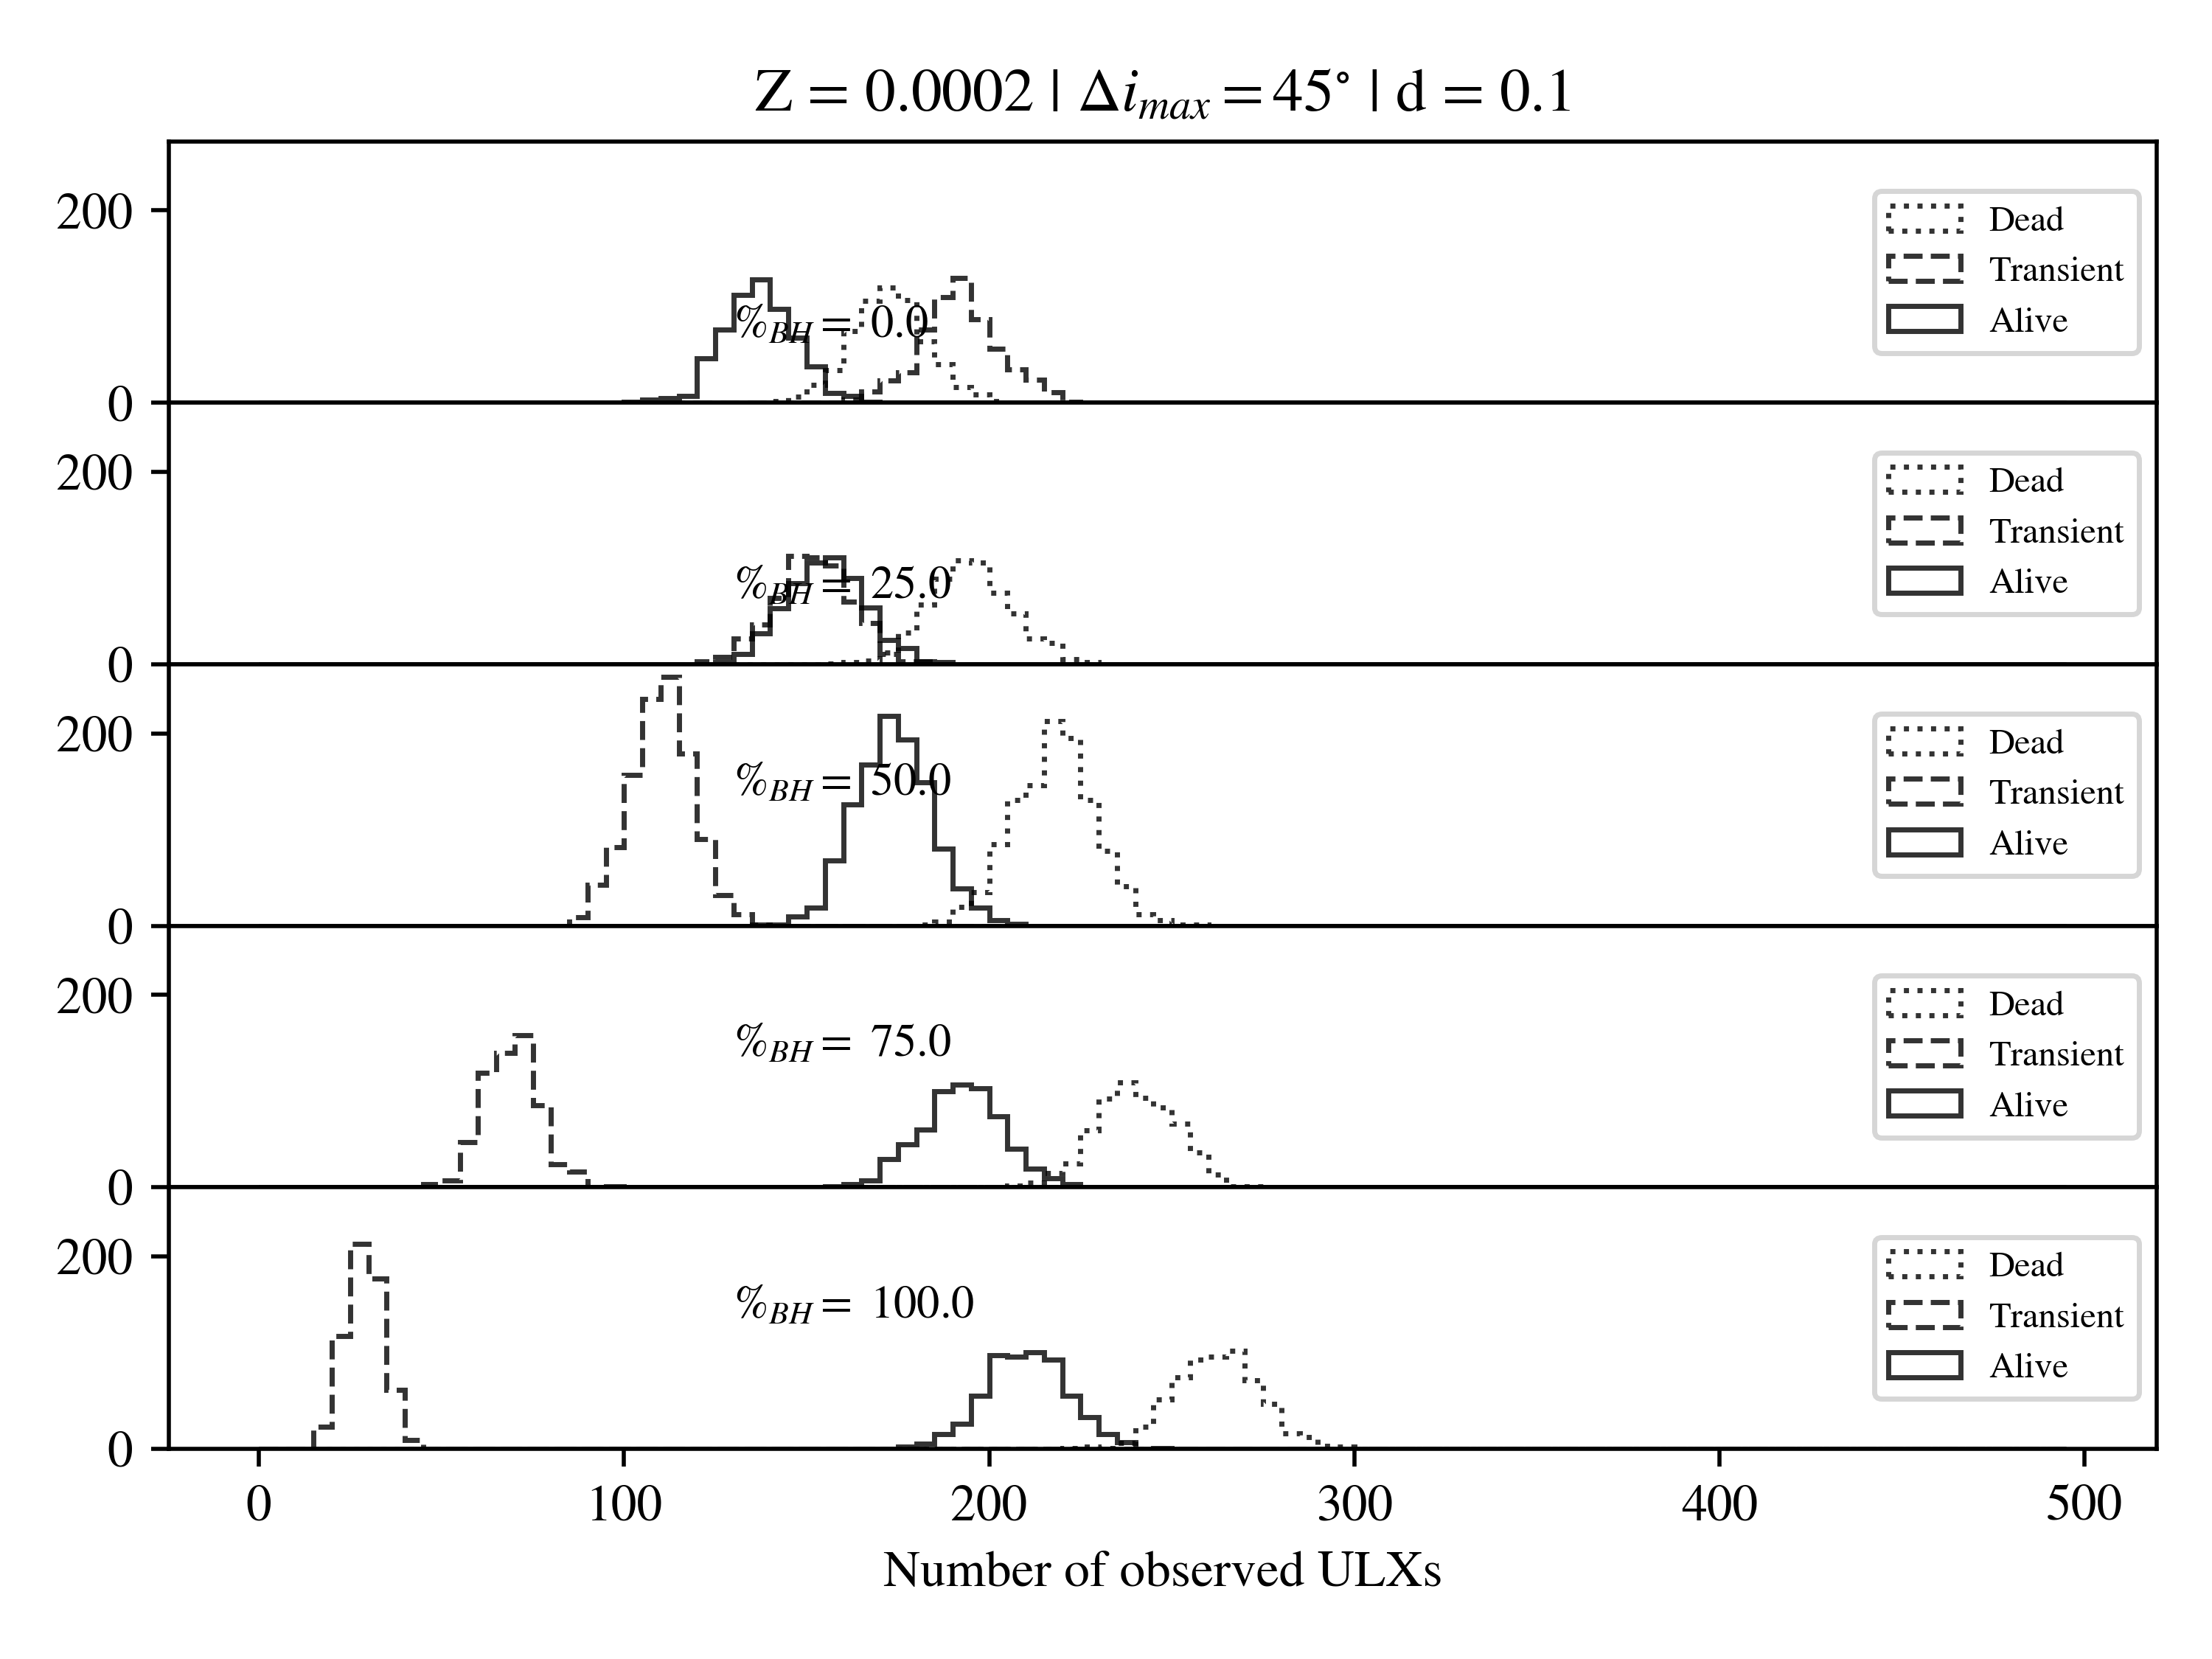 Z = 0.0002 | Δi_max = 45° | d = 0.1
200
0
%_BH = 0.0
Dead
Transient
Alive
200
0
%_BH = 25.0
Dead
Transient
Alive
200
0
%_BH = 50.0
Dead
Transient
Alive
200
0
%_BH = 75.0
Dead
Transient
Alive
200
0
%_BH = 100.0
Dead
Transient
Alive
0 100 200 300 400 500
Number of observed ULXs